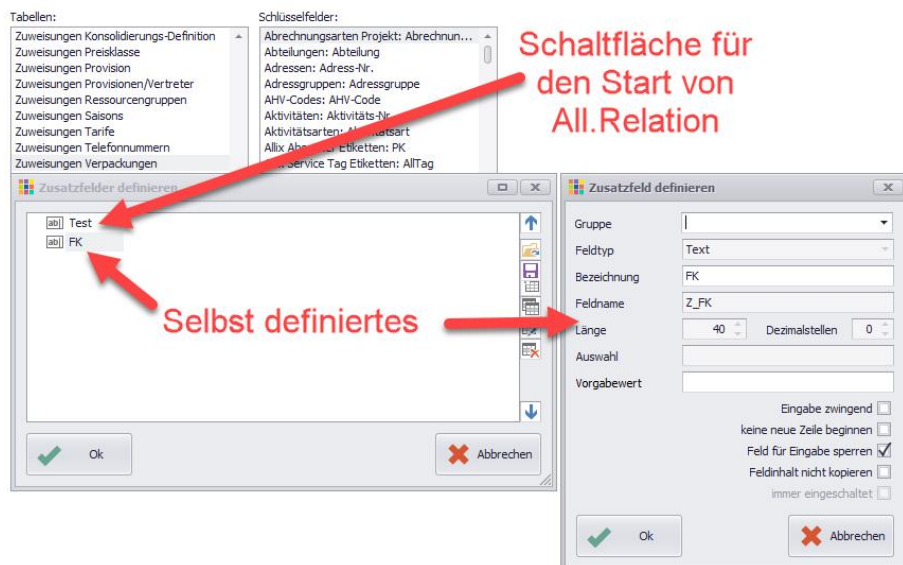 Tabellen:
Zuweisungen Konsolidierungs-Definition
Zuweisungen Preisklasse
Zuweisungen Provision
Zuweisungen Provisionen/Vertreter
Zuweisungen Ressourcengruppen
Zuweisungen Saisons
Zuweisungen Tarife
Zuweisungen Telefonnummern
Zuweisungen Verpackungen
Schlüsselfelder:
Abrechnungsarten Projekt: Abrechnun...
Abteilungen: Abteilung
Adressen: Adress-Nr.
Adressgruppen: Adressgruppe
AHV-Codes: AHV-Code
Aktivitäten: Aktivitäts-Nr
Aktivitätsarten:
Allix Etiketten: PK
Service Tag Etiketten: AllTag
Schaltfläche für
den Start von
All.Relation
Zusatzfelder definieren
ab Test
ab FK
Selbst definiertes
Ok
Abbrechen
Zusatzfeld definieren
Gruppe
Feldtyp Text
Bezeichnung FK
Feldname Z_FK
Länge 40 Dezimalstellen 0
Auswahl
Vorgabewert
Eingabe zwingend
keine neue Zeile beginnen
Feld für Eingabe sperren
Feldinhalt nicht kopieren
immer eingeschaltet
Ok
Abbrechen